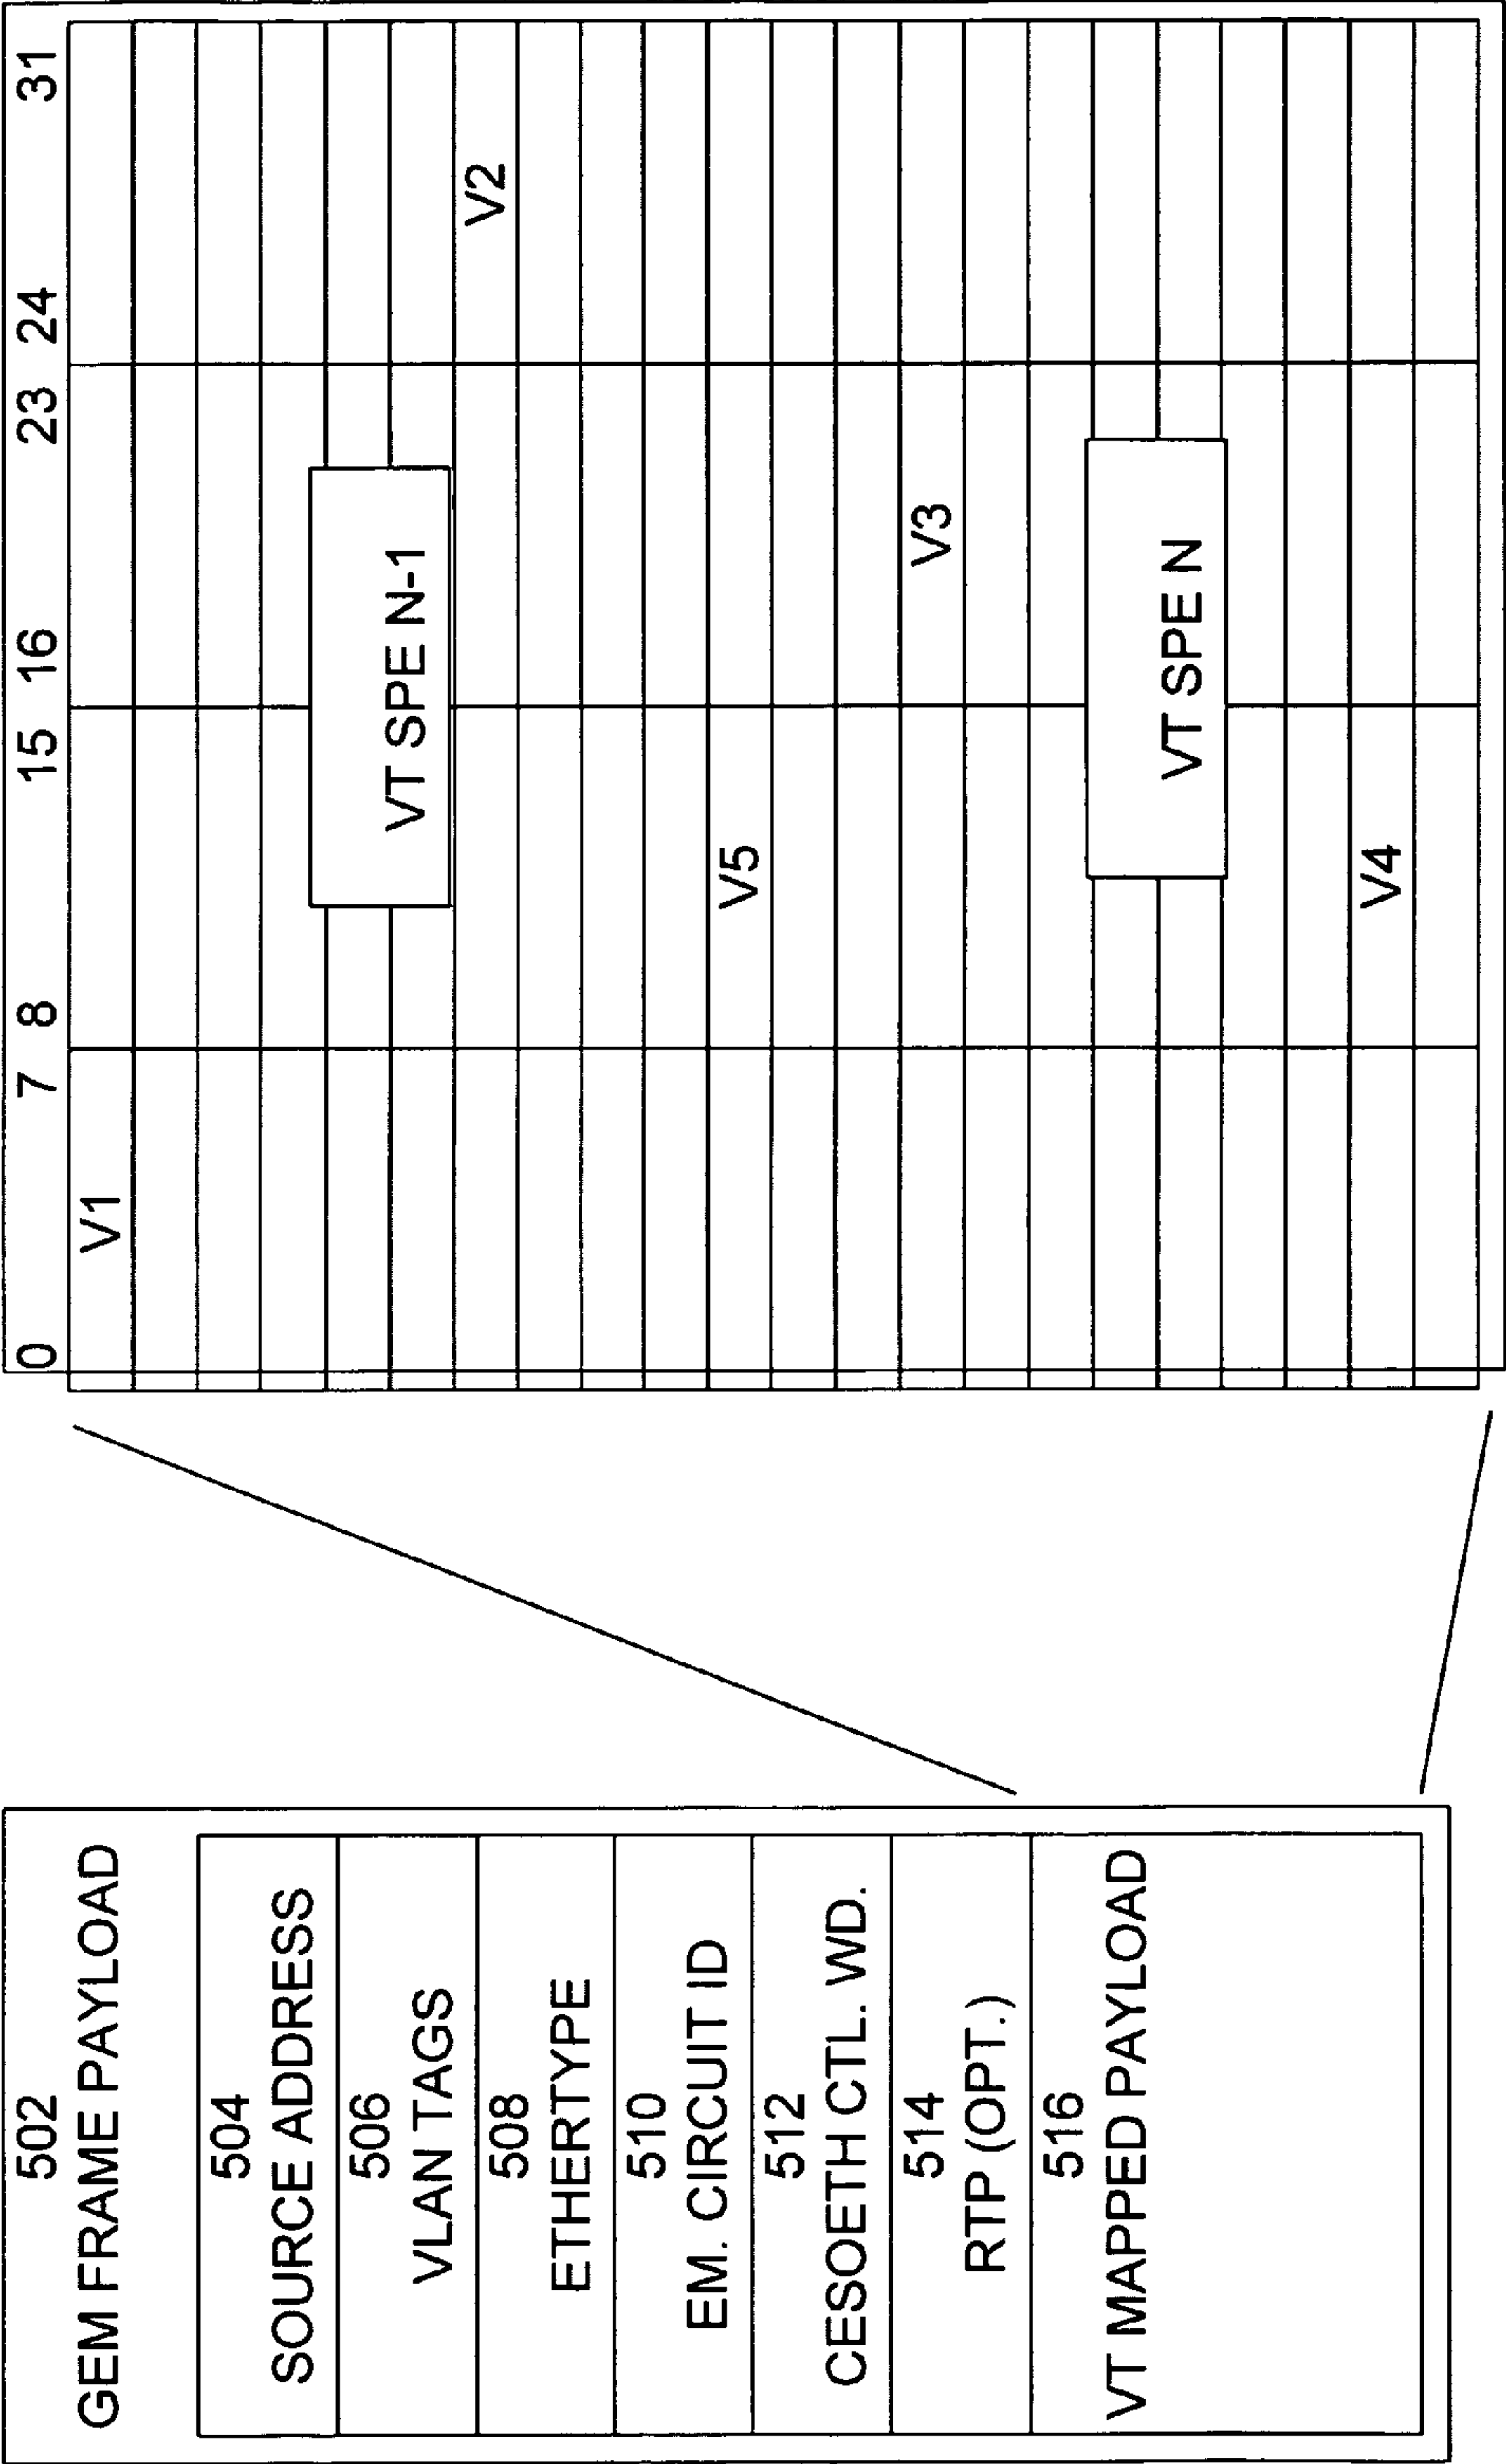 502
GEM FRAME PAYLOAD
504
SOURCE ADDRESS
506
VLAN TAGS
508
ETHERTYPE
510
EM. CIRCUIT ID
512
CESOETH CTL. WD.
514
RTP (OPT.)
516
VT MAPPED PAYLOAD
0 7 8 15 16 23 24 31
V1
VT SPE N-1
V2
V5
V3
VT SPE N
V4